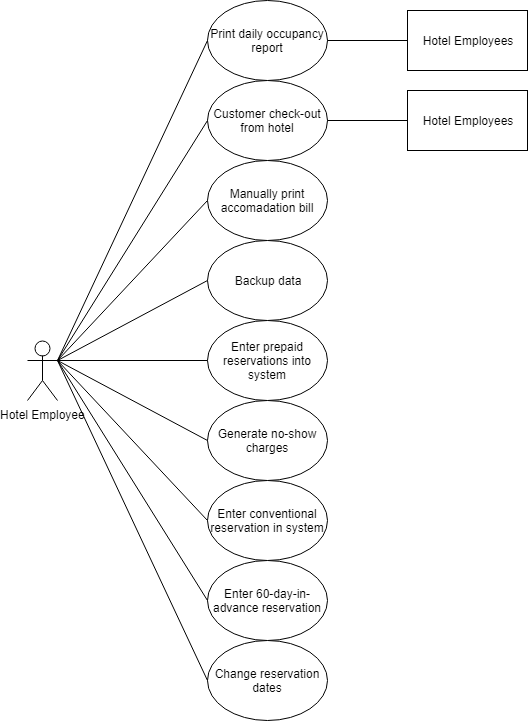 Print daily occupancy
report
Hotel Employees
Customer check-out
from hotel
Hotel Employees
Manually print
accomadation bill
Backup data
Enter prepaid
reservations into
system
Hotel Employee
Generate no-show
charges
Enter conventional
reservation in system
Enter 60-day-in-
advance reservation
Change reservation
dates